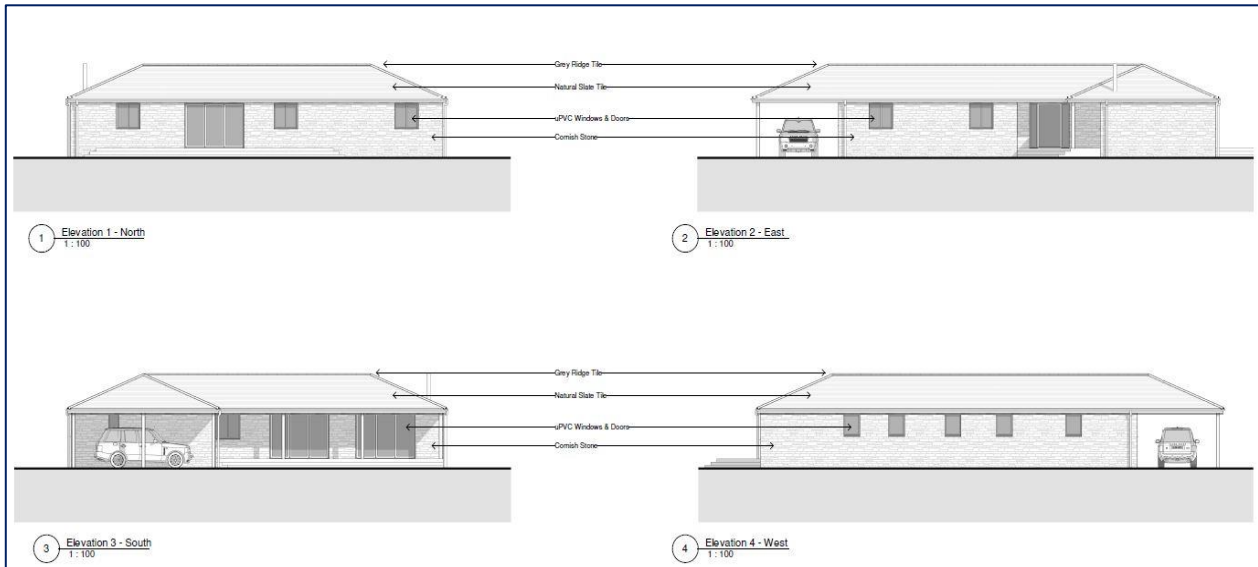 Grey Ridge Tile
Natural Slate Tile
uPVC Windows & Doors
Cornish Stone
1 Elevation 1 - North
1 : 100
2 Elevation 2 - East
1 : 100
Grey Ridge Tile
Natural Slate Tile
uPVC Windows & Doors
Cornish Stone
3 Elevation 3 - South
1 : 100
4 Elevation 4 - West
1 : 100